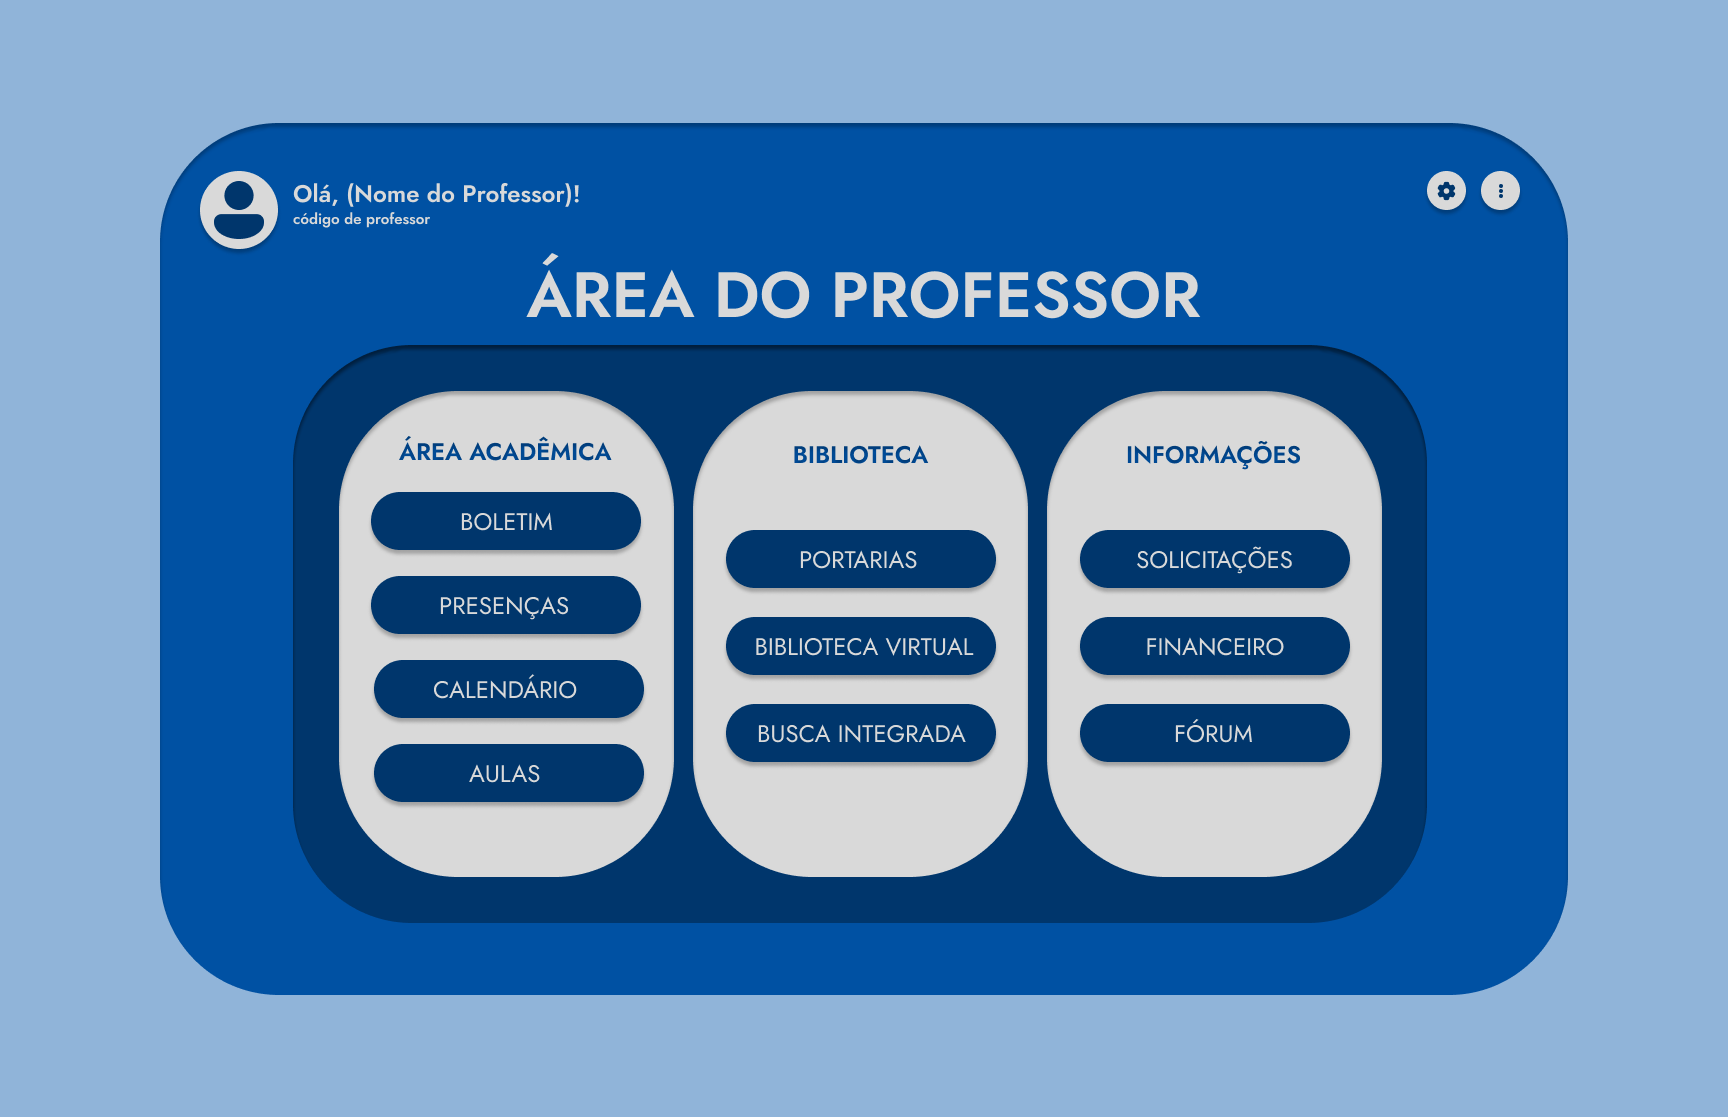 Olá, (Nome do Professor)!
código de professor
ÁREA DO PROFESSOR
ÁREA ACADÊMICA
BOLETIM
PRESENÇAS
CALENDÁRIO
AULAS
BIBLIOTECA
PORTARIAS
BIBLIOTECA VIRTUAL
BUSCA INTEGRADA
INFORMAÇÕES
SOLICITAÇÕES
FINANCEIRO
FÓRUM